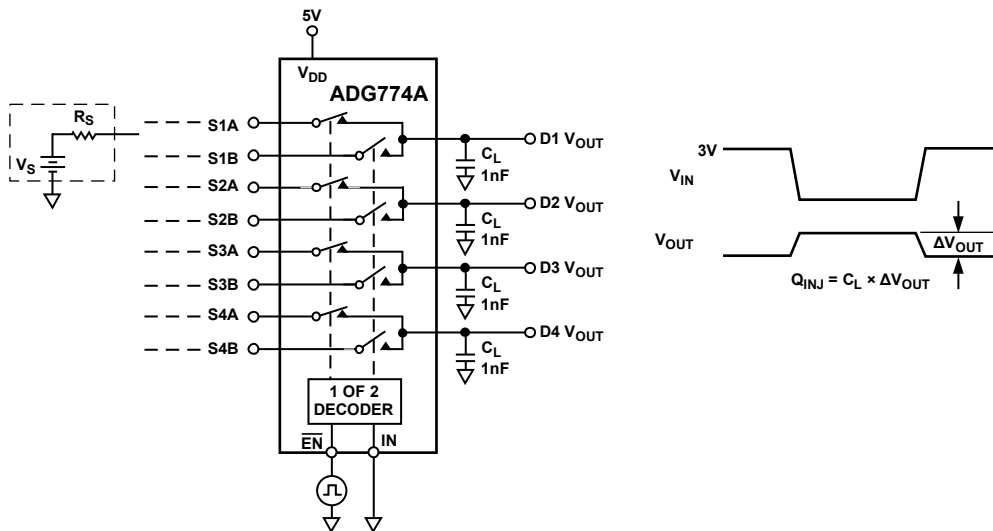 5V
VDD
ADG774A
RS
VS
S1A
D1 VOUT
S1B
CL
1nF
S2A
D2 VOUT
S2B
CL
1nF
S3A
D3 VOUT
S3B
CL
1nF
S4A
D4 VOUT
S4B
CL
1nF
1 OF 2
DECODER
EN
IN
3V
VIN
VOUT
ΔVOUT
QINJ = CL × ΔVOUT